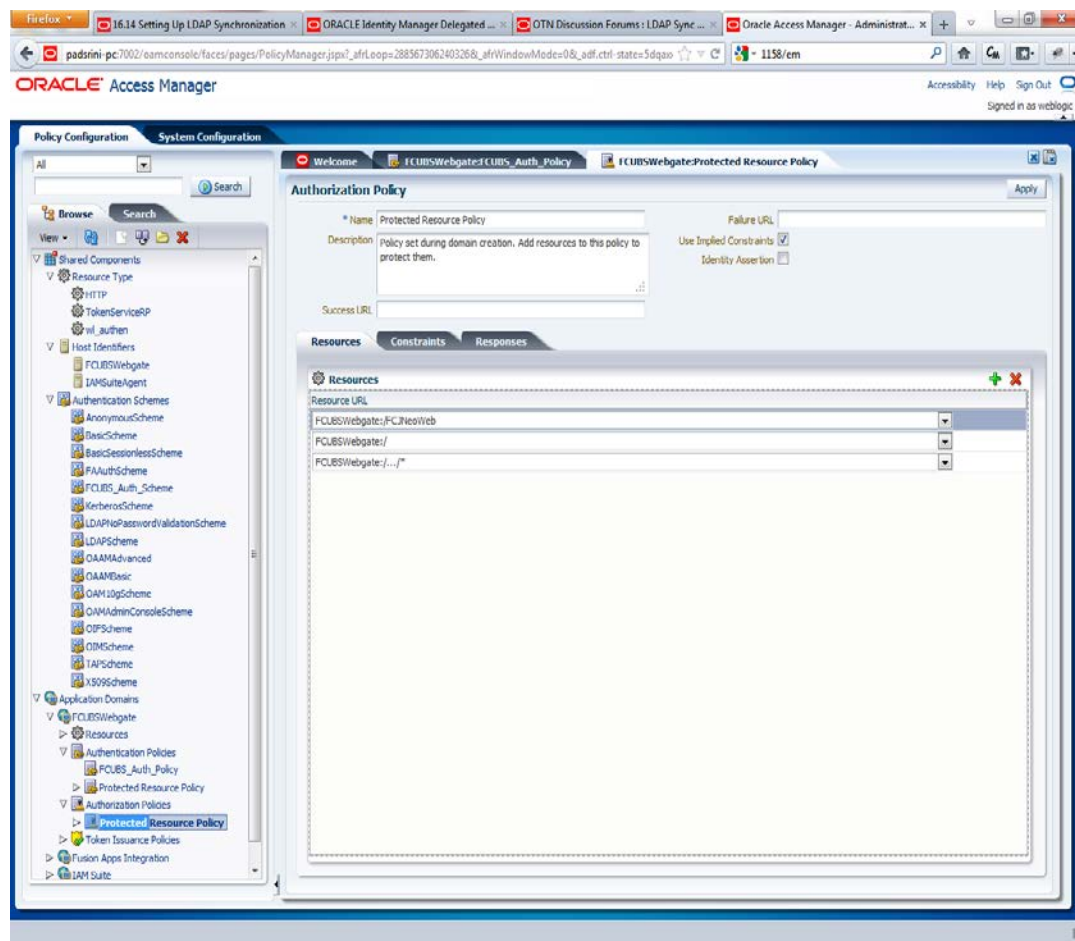 Firefox
16.14 Setting Up LDAP Synchronization
ORACLE Identity Manager Delegated ...
OTN Discussion Forums : LDAP Sync ...
Oracle Access Manager - Administrat...
padsrini-pc:7002/oamconsole/faces/pages/PolicyManager.jspx?_afrLoop=28856730624032​6&_afrWindowMode=0&_adf.ctrl-state=5dqao
1158/em
ORACLE Access Manager
Accessibility Help Sign Out
Signed in as weblogic
Policy Configuration
System Configuration
All
Search
Browse
Search
View
Shared Components
Resource Type
HTTP
TokenServiceRP
wl_authen
Host Identifiers
FCUBSWebgate
IAMSuiteAgent
Authentication Schemes
AnonymousScheme
BasicScheme
BasicSessionlessScheme
FAAuthScheme
FCUBS_Auth_Scheme
KerberosScheme
LDAPNoPasswordValidationScheme
LDAPScheme
OAAMAdvanced
OAAMBasic
OAM10gScheme
OAMAdminConsoleScheme
OIFScheme
OIMScheme
TAPScheme
X509Scheme
Application Domains
FCUBSWebgate
Resources
Authentication Policies
FCUBS_Auth_Policy
Protected Resource Policy
Authorization Policies
Protected Resource Policy
Token Issuance Policies
Fusion Apps Integration
IAM Suite
Welcome
FCUBSWebgate:FCUBS_Auth_Policy
FCUBSWebgate:Protected Resource Policy
Authorization Policy
Apply
* Name Protected Resource Policy
Description Policy set during domain creation. Add resources to this policy to
protect them.
Success URL
Failure URL
Use Implied Constraints
Identity Assertion
Resources
Constraints
Responses
Resources
Resource URL
FCUBSWebgate:/FCJNeoWeb
FCUBSWebgate:/
FCUBSWebgate:/.../*